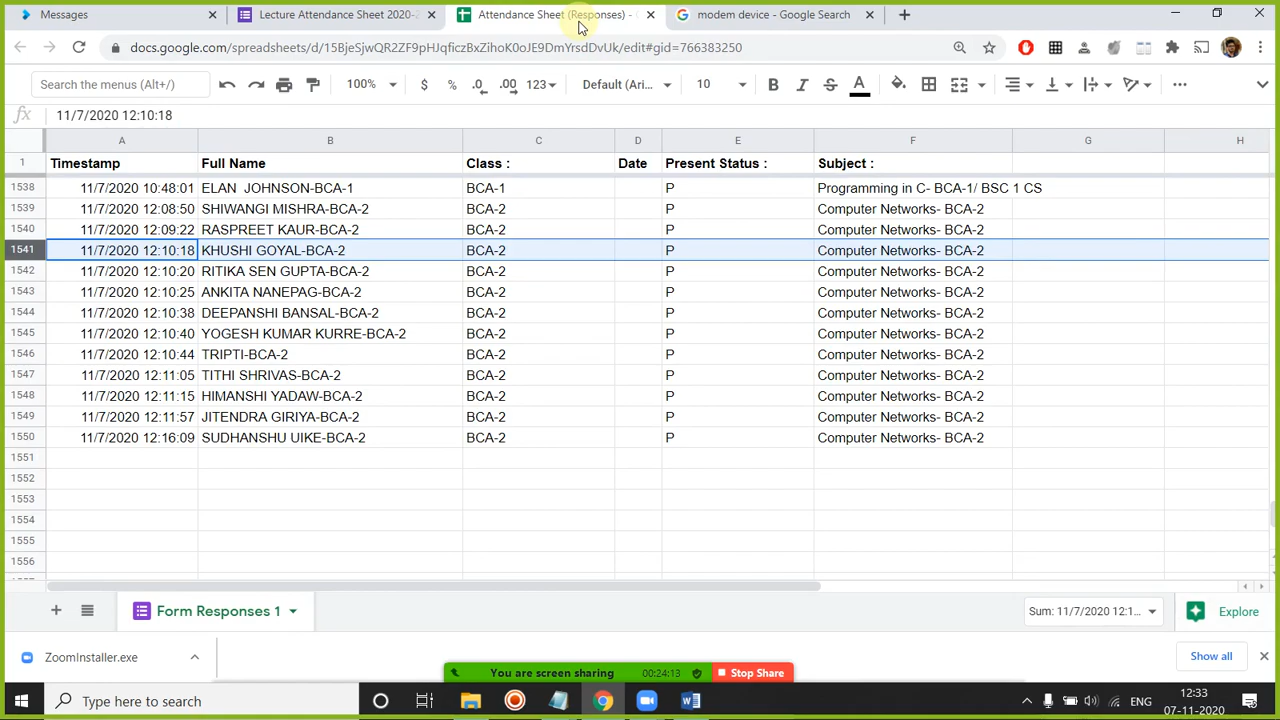 Messages
Lecture Attendance Sheet 2020-
Attendance Sheet (Responses) -
modem device - Google Search
docs.google.com/spreadsheets/d/15BjeSjwQR2ZF9pHJqficzBxZihoK0oJE9DmYrsdDvUk/edit#gid=766383250
Search the menus (Alt+/) 100% $ % .0 .00 123 Default (Ari... 10 B I S A
fx 11/7/2020 12:10:18
A B C D E F G H
1 Timestamp Full Name Class : Date Present Status : Subject :
1538 11/7/2020 10:48:01 ELAN JOHNSON-BCA-1 BCA-1 P Programming in C- BCA-1/ BSC 1 CS
1539 11/7/2020 12:08:50 SHIWANGI MISHRA-BCA-2 BCA-2 P Computer Networks- BCA-2
1540 11/7/2020 12:09:22 RASPREET KAUR-BCA-2 BCA-2 P Computer Networks- BCA-2
1541 11/7/2020 12:10:18 KHUSHI GOYAL-BCA-2 BCA-2 P Computer Networks- BCA-2
1542 11/7/2020 12:10:20 RITIKA SEN GUPTA-BCA-2 BCA-2 P Computer Networks- BCA-2
1543 11/7/2020 12:10:25 ANKITA NANEPAG-BCA-2 BCA-2 P Computer Networks- BCA-2
1544 11/7/2020 12:10:38 DEEPANSHI BANSAL-BCA-2 BCA-2 P Computer Networks- BCA-2
1545 11/7/2020 12:10:40 YOGESH KUMAR KURRE-BCA-2 BCA-2 P Computer Networks- BCA-2
1546 11/7/2020 12:10:44 TRIPTI-BCA-2 BCA-2 P Computer Networks- BCA-2
1547 11/7/2020 12:11:05 TITHI SHRIVAS-BCA-2 BCA-2 P Computer Networks- BCA-2
1548 11/7/2020 12:11:15 HIMANSHI YADAW-BCA-2 BCA-2 P Computer Networks- BCA-2
1549 11/7/2020 12:11:57 JITENDRA GIRIYA-BCA-2 BCA-2 P Computer Networks- BCA-2
1550 11/7/2020 12:16:09 SUDHANSHU UIKE-BCA-2 BCA-2 P Computer Networks- BCA-2
1551
1552
1553
1554
1555
1556
Form Responses 1 Sum: 11/7/2020 12:1... Explore
ZoomInstaller.exe Show all
You are screen sharing 00:24:13 Stop Share
Type here to search ENG 12:33
07-11-2020